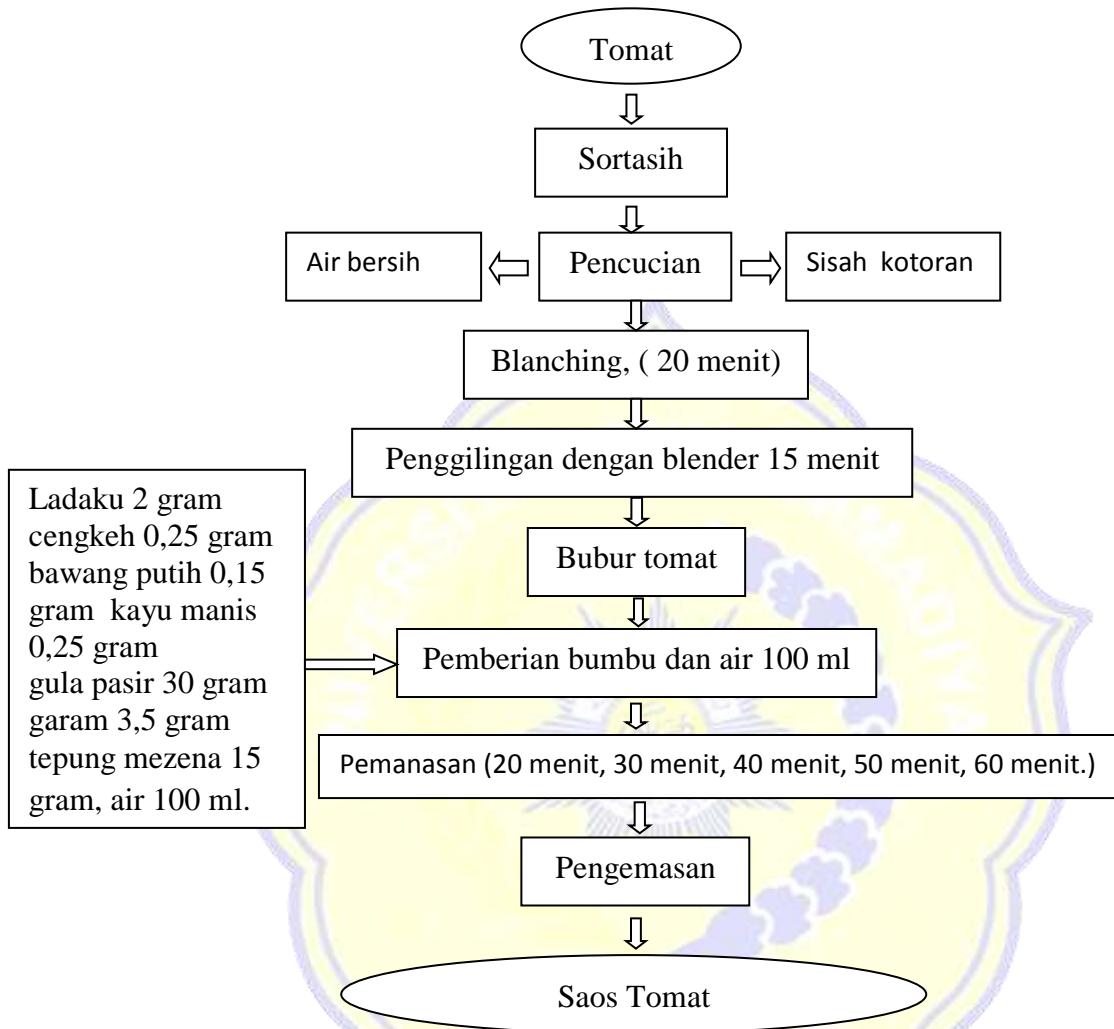 Tomat
Sortasih
Air bersih
Pencucian
Sisah kotoran
Blanching, ( 20 menit)
Penggilingan dengan blender 15 menit
Bubur tomat
Ladaku 2 gram
cengkeh 0,25 gram
bawang putih 0,15
gram kayu manis
0,25 gram
gula pasir 30 gram
garam 3,5 gram
tepung mezena 15
gram, air 100 ml.
Pemberian bumbu dan air 100 ml
Pemanasan (20 menit, 30 menit, 40 menit, 50 menit, 60 menit.)
Pengemasan
Saos Tomat